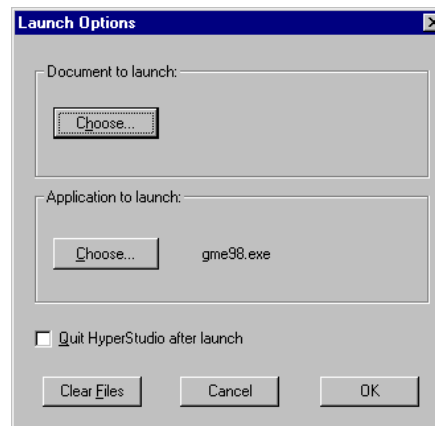 Launch Options
Document to launch:
Choose...
Application to launch:
Choose...
gme98.exe
Quit HyperStudio after launch
Clear Files
Cancel
OK